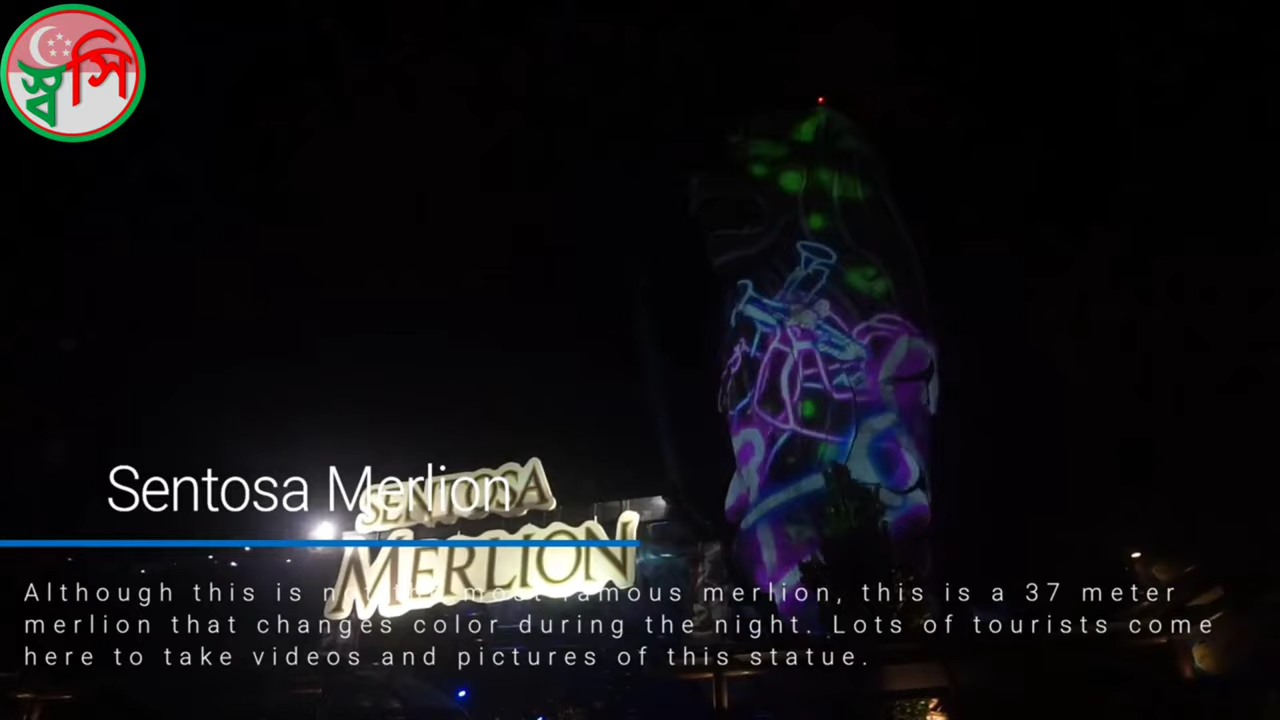 স্ব
সি
Sentosa Merlion
SENTOSA
MERLION
Although this is not the most famous merlion, this is a 37 meter
merlion that changes color during the night. Lots of tourists come
here to take videos and pictures of this statue.